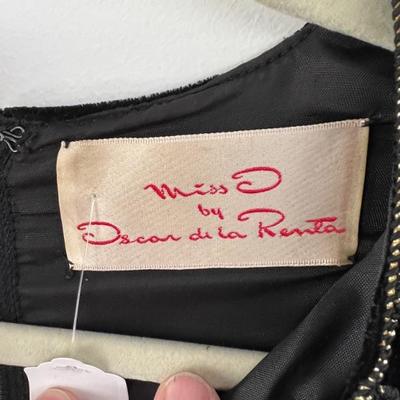 Miss O
by
Oscar de la Renta